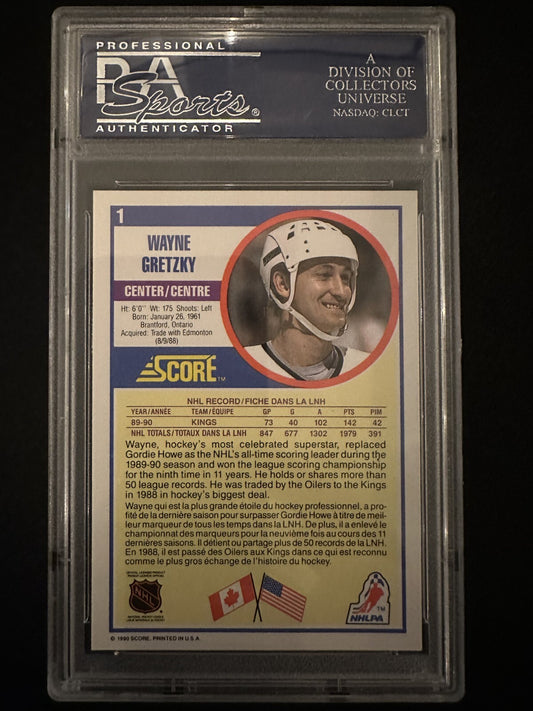 PROFESSIONAL
PSA
Sports®
AUTHENTICATOR
A
DIVISION OF
COLLECTORS
UNIVERSE
NASDAQ: CLCT
1
WAYNE
GRETZKY
CENTER/CENTRE
Ht: 6'0" Wt: 175 Shoots: Left
Born: January 26, 1961
Brantford, Ontario
Acquired: Trade with Edmonton
(8/9/88)
SCORE™
NHL RECORD/FICHE DANS LA LNH
YEAR/ANNÉE TEAM/ÉQUIPE GP G A PTS PIM
89-90 KINGS 73 40 102 142 42
NHL TOTALS/TOTAUX DANS LA LNH 847 677 1302 1979 391
Wayne, hockey's most celebrated superstar, replaced
Gordie Howe as the NHL's all-time scoring leader during the
1989-90 season and won the league scoring championship
for the ninth time in 11 years. He holds or shares more than
50 league records. He was traded by the Oilers to the Kings
in 1988 in hockey's biggest deal.
Wayne qui est la plus grande étoile du hockey professionnel, a pro-
fité de la dernière saison pour surpasser Gordie Howe à titre de meil-
leur marqueur de tous les temps dans la LNH. De plus, il a enlevé le
championnat des marqueurs pour la neuvième fois au cours des 11
dernières saisons. Il détient ou partage plus de 50 records de la LNH.
En 1988, il est passé des Oilers aux Kings dans ce qui est reconnu
comme le plus gros échange de l'histoire du hockey.
NHL
NHLPA™
© 1990 SCORE. PRINTED IN U.S.A.